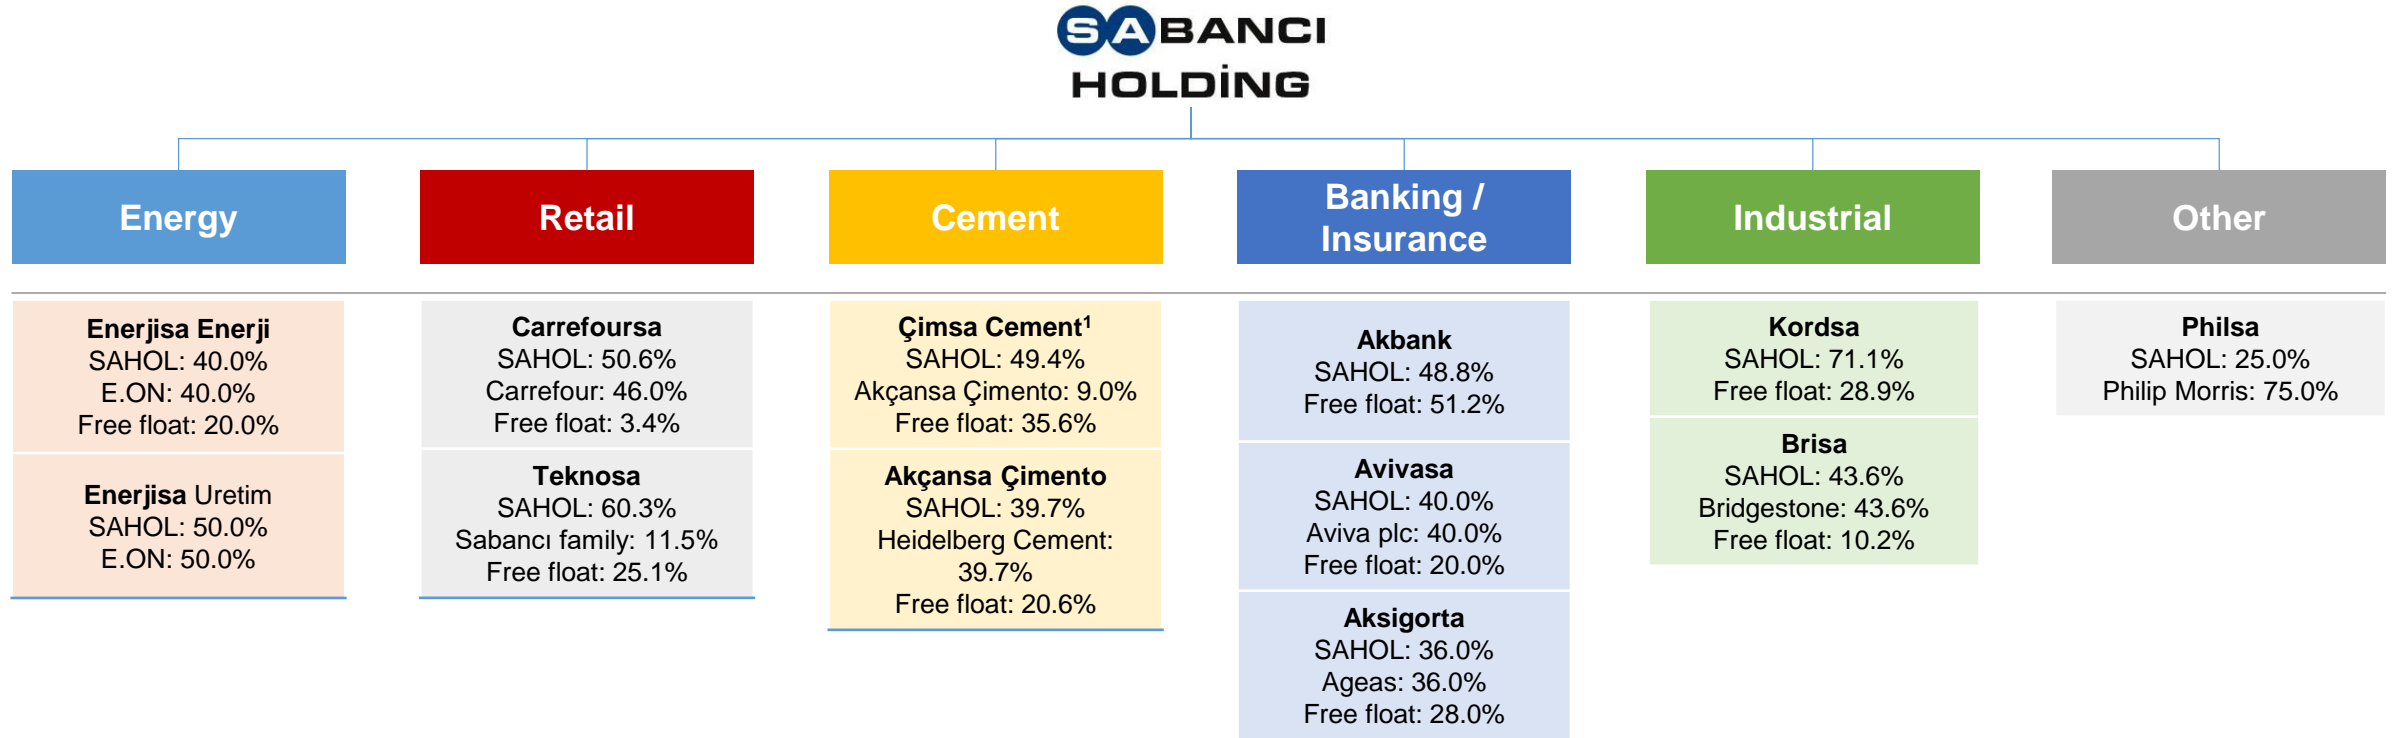 SABANCI
HOLDİNG
Energy
Retail
Cement
Banking /
Insurance
Industrial
Other
Enerjisa Enerji
SAHOL: 40.0%
E.ON: 40.0%
Free float: 20.0%
Enerjisa Uretim
SAHOL: 50.0%
E.ON: 50.0%
Carrefoursa
SAHOL: 50.6%
Carrefour: 46.0%
Free float: 3.4%
Teknosa
SAHOL: 60.3%
Sabancı family: 11.5%
Free float: 25.1%
Çimsa Cement¹
SAHOL: 49.4%
Akçansa Çimento: 9.0%
Free float: 35.6%
Akçansa Çimento
SAHOL: 39.7%
Heidelberg Cement:
39.7%
Free float: 20.6%
Akbank
SAHOL: 48.8%
Free float: 51.2%
Avivasa
SAHOL: 40.0%
Aviva plc: 40.0%
Free float: 20.0%
Aksigorta
SAHOL: 36.0%
Ageas: 36.0%
Free float: 28.0%
Kordsa
SAHOL: 71.1%
Free float: 28.9%
Brisa
SAHOL: 43.6%
Bridgestone: 43.6%
Free float: 10.2%
Philsa
SAHOL: 25.0%
Philip Morris: 75.0%